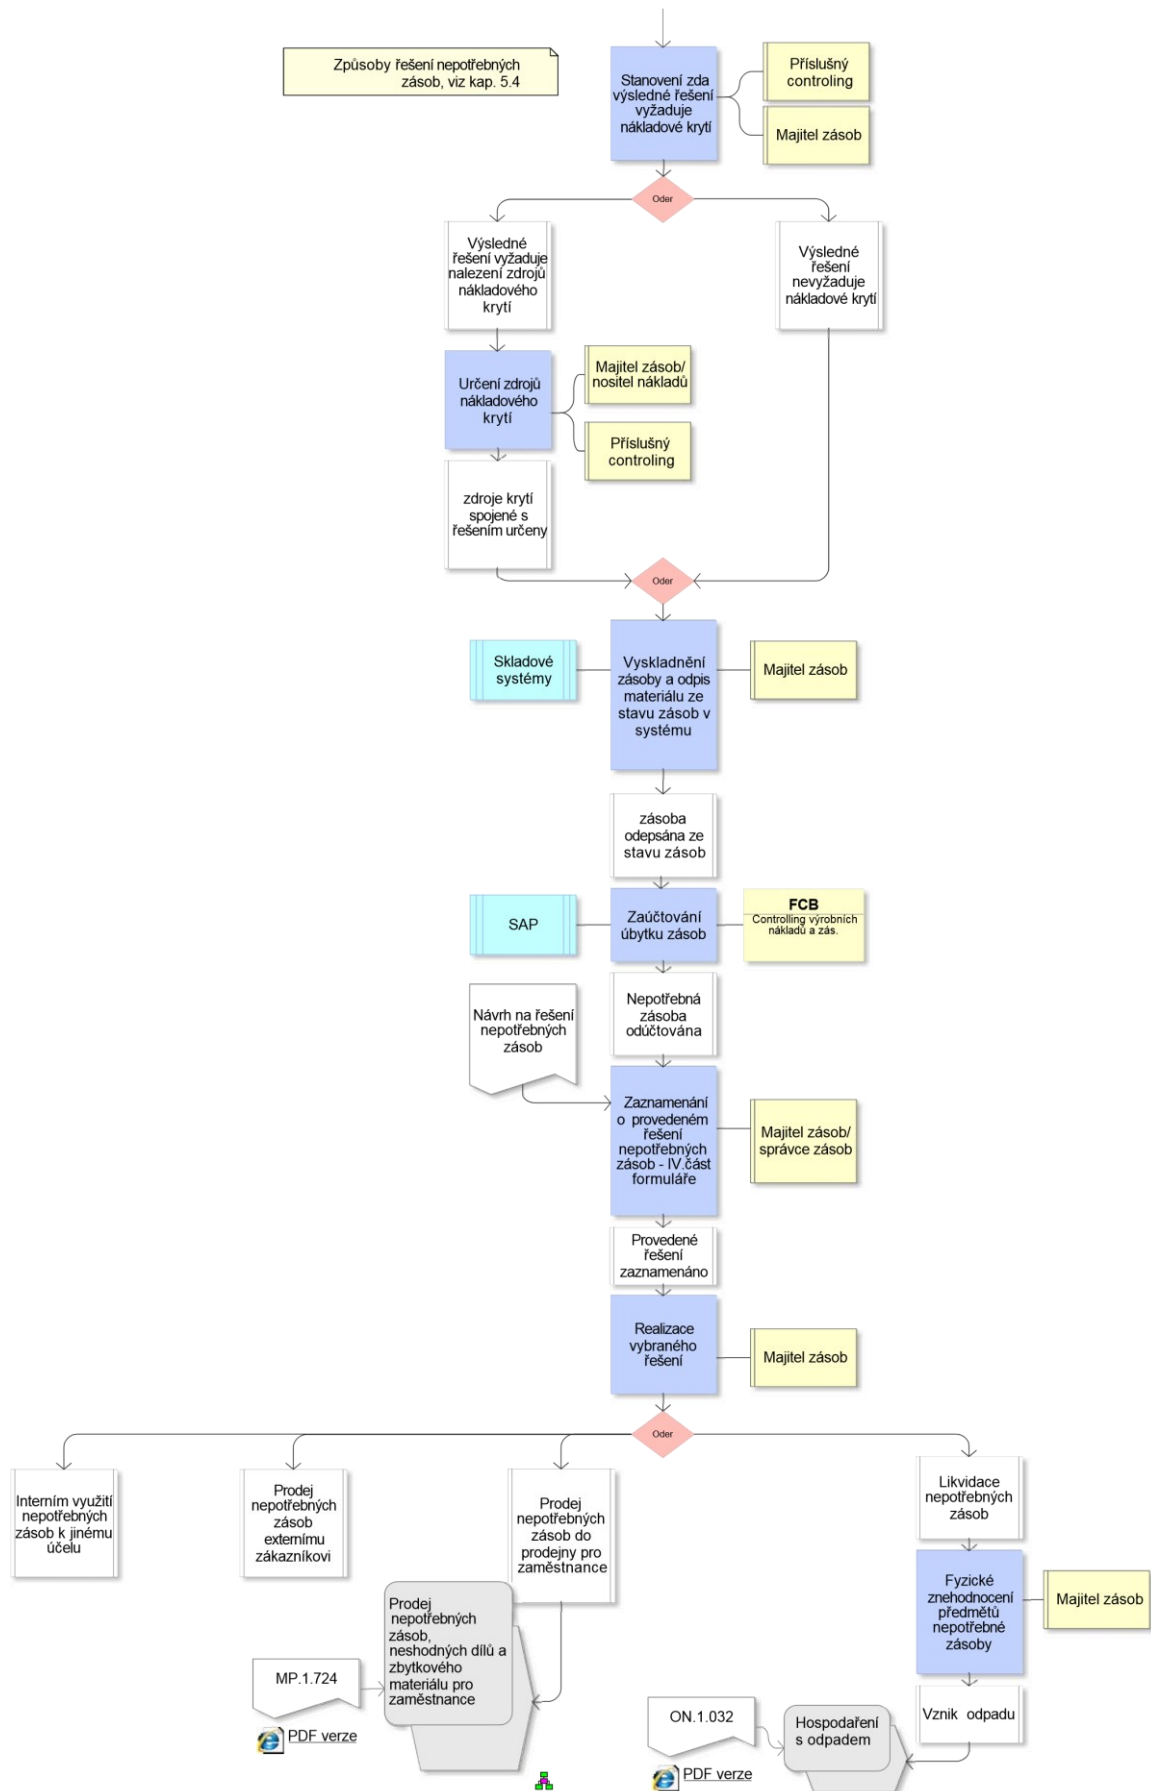 Způsoby řešení nepotřebných
zásob, viz kap. 5.4
Stanovení zda
výsledné řešení
vyžaduje
nákladové krytí
Příslušný
controling
Majitel zásob
Oder
Výsledné
řešení vyžaduje
nalezení zdrojů
nákladového
krytí
Výsledné
řešení
nevyžaduje
nákladové krytí
Určení zdrojů
nákladového
krytí
Majitel zásob/
nositel nákladů
Příslušný
controling
zdroje krytí
spojené s
řešením určeny
Oder
Skladové
systémy
Vyskladnění
zásoby a odpis
materiálu ze
stavu zásob v
systému
Majitel zásob
zásoba
odepsána ze
stavu zásob
SAP
Zaúčtování
úbytku zásob
FCB
Controlling výrobních
nákladů a zás.
Návrh na řešení
nepotřebných
zásob
Nepotřebná
zásoba
odúčtována
Zaznamenání
o provedeném
řešení
nepotřebných
zásob - IV.část
formuláře
Majitel zásob/
správce zásob
Provedené
řešení
zaznamenáno
Realizace
vybraného
řešení
Majitel zásob
Oder
Interním využití
nepotřebných
zásob k jinému
účelu
Prodej
nepotřebných
zásob
externímu
zákazníkovi
Prodej
nepotřebných
zásob do
prodejny pro
zaměstnance
Likvidace
nepotřebných
zásob
Fyzické
znehodnocení
předmětů
nepotřebné
zásoby
Majitel zásob
Prodej
nepotřebných
zásob,
neshodných dílů a
zbytkového
materiálu pro
zaměstnance
MP.1.724
PDF verze
Vznik odpadu
ON.1.032
Hospodaření
s odpadem
PDF verze